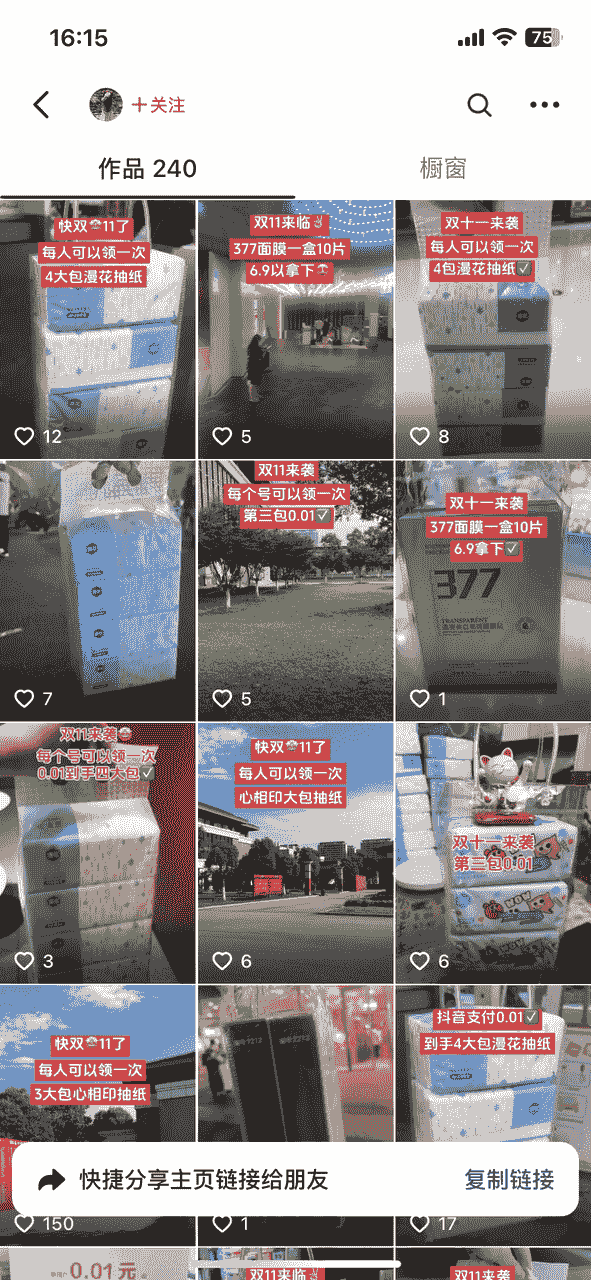 16:15
75
十关注
作品 240
橱窗
快双11了
每人可以领一次
4大包漫花抽纸
12
双11来临✌
377面膜一盒10片
6.9以拿下
5
双十一来袭
每人可以领一次
4包漫花抽纸✅
8
7
双11来袭
每个号可以领一次
第三包0.01✅
5
双十一来袭
377面膜一盒10片
6.9拿下✅
377
TRANSPARENT
1
双11来袭
每个号可以领一次
0.01到手四大包✅
3
快双11了
每人可以领一次
心相印大包抽纸
6
双十一来袭
第三包0.01
WOW
6
快双11了
每人可以领一次
3大包心相印抽纸
150
1
抖音支付0.01✅
到手4大包漫花抽纸
17
快捷分享主页链接给朋友
复制链接
0.01元
双11来临
双11来袭